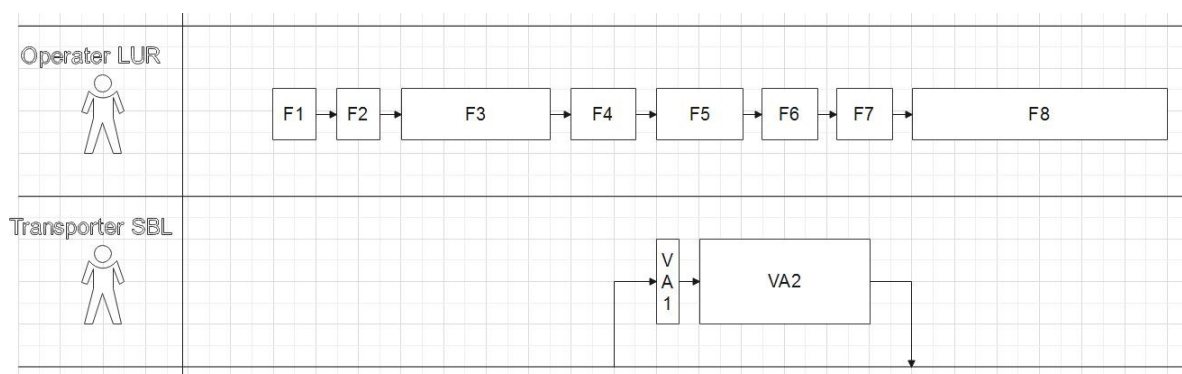 Operater LUR
F1 F2 F3 F4 F5 F6 F7 F8
Transporter SBL
V
A
1
VA2